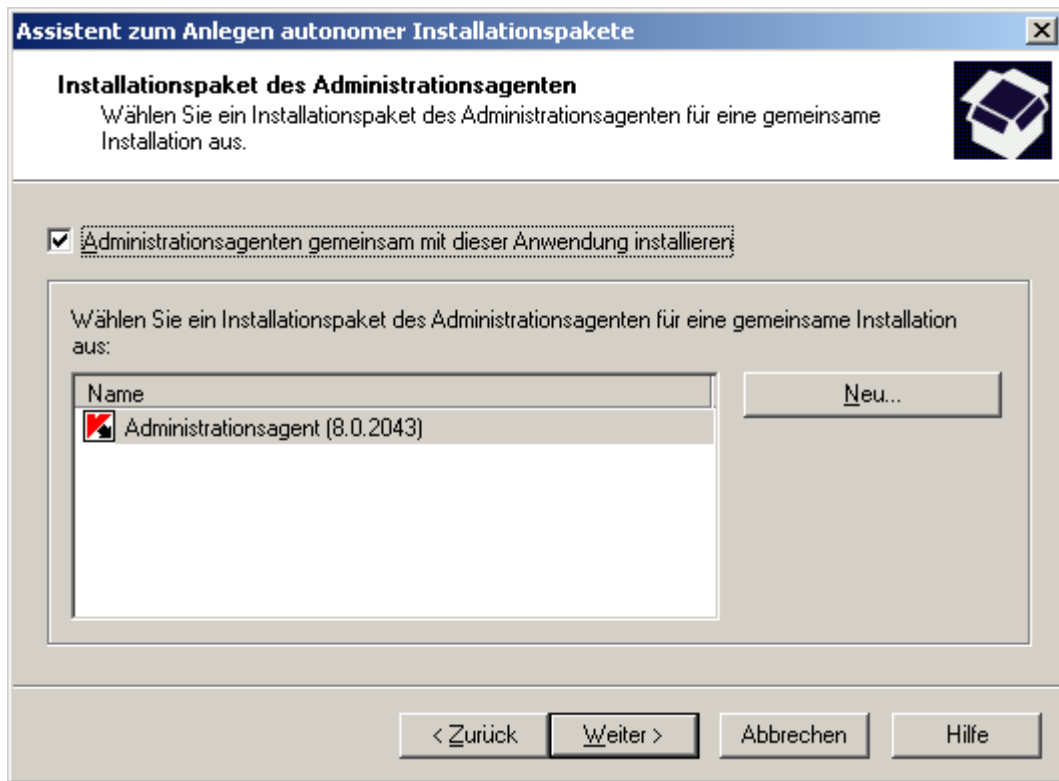 Assistent zum Anlegen autonomer Installationspakete
Installationspaket des Administrationsagenten
Wählen Sie ein Installationspaket des Administrationsagenten für eine gemeinsame
Installation aus.
Administrationsagenten gemeinsam mit dieser Anwendung installieren
Wählen Sie ein Installationspaket des Administrationsagenten für eine gemeinsame Installation
aus:
Name
Neu...
Administrationsagent (8.0.2043)
< Zurück
Weiter >
Abbrechen
Hilfe